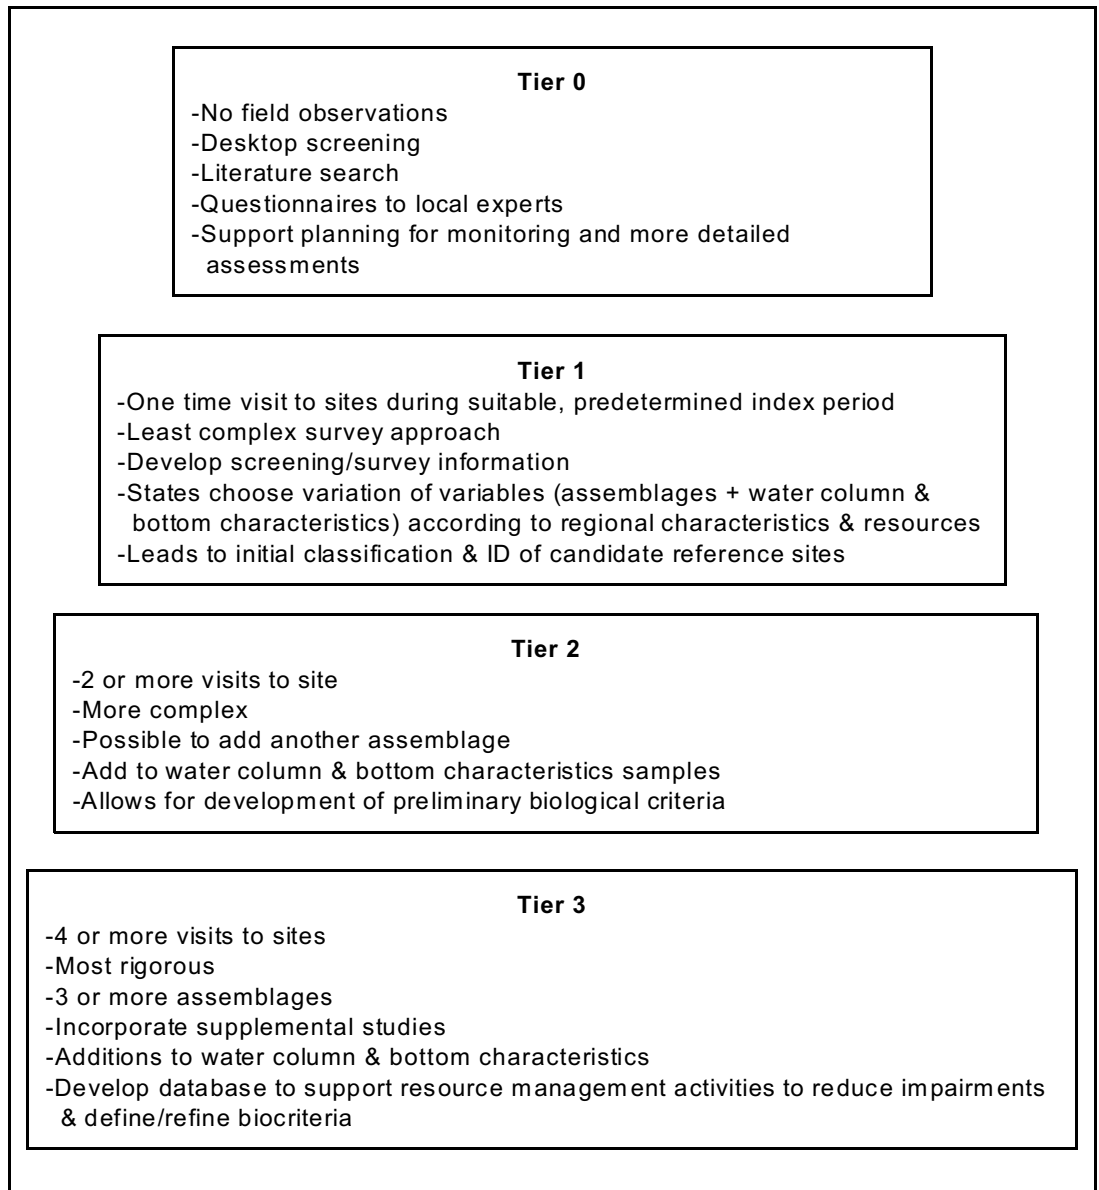 Tier 0
-No field observations
-Desktop screening
-Literature search
-Questionnaires to local experts
-Support planning for monitoring and more detailed
assessments
Tier 1
-One time visit to sites during suitable, predetermined index period
-Least complex survey approach
-Develop screening/survey information
-States choose variation of variables (assemblages + water column &
bottom characteristics) according to regional characteristics & resources
-Leads to initial classification & ID of candidate reference sites
Tier 2
-2 or more visits to site
-More complex
-Possible to add another assemblage
-Add to water column & bottom characteristics samples
-Allows for development of preliminary biological criteria
Tier 3
-4 or more visits to sites
-Most rigorous
-3 or more assemblages
-Incorporate supplemental studies
-Additions to water column & bottom characteristics
-Develop database to support resource management activities to reduce impairments
& define/refine biocriteria